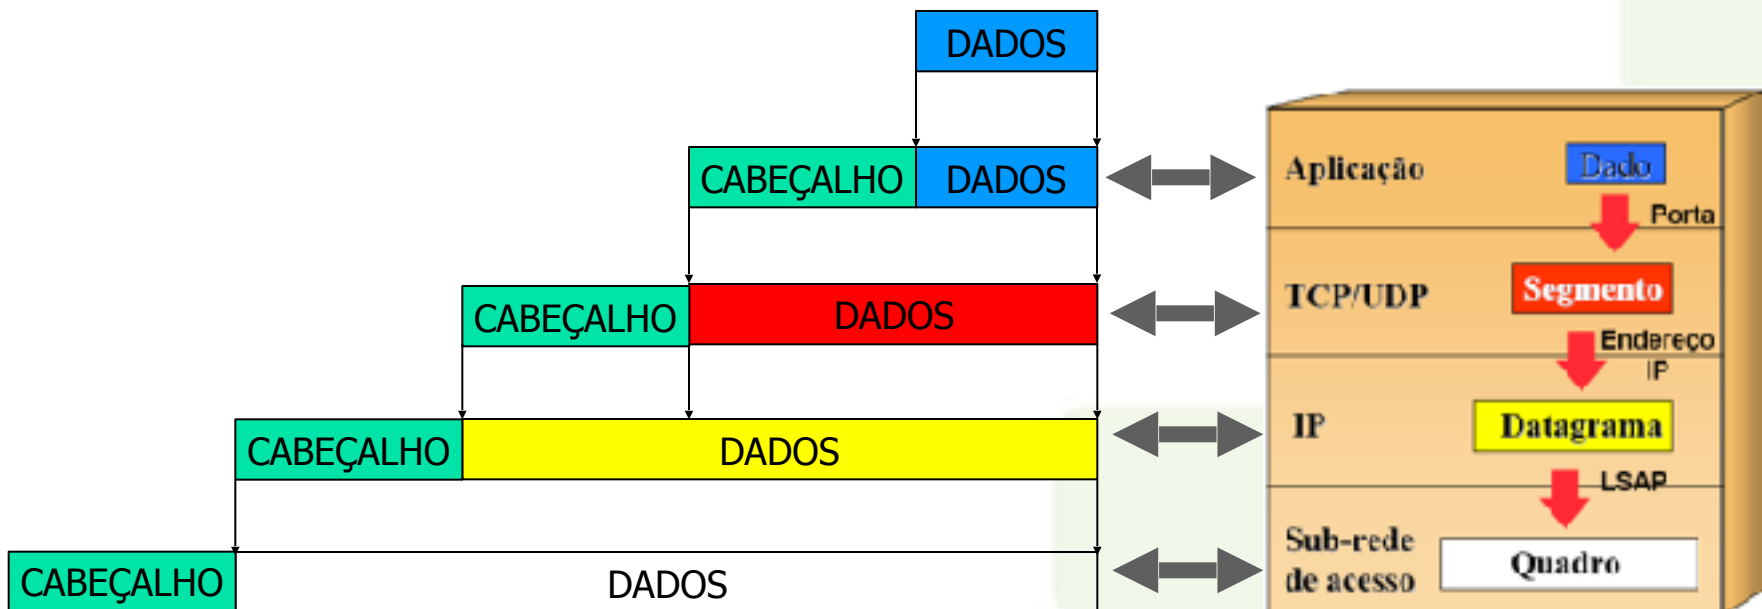 DADOS
CABEÇALHO DADOS
Aplicação Dado
Porta
CABEÇALHO DADOS
TCP/UDP Segmento
Endereço
IP
CABEÇALHO DADOS
IP Datagrama
LSAP
CABEÇALHO DADOS
Sub-rede
de acesso
Quadro